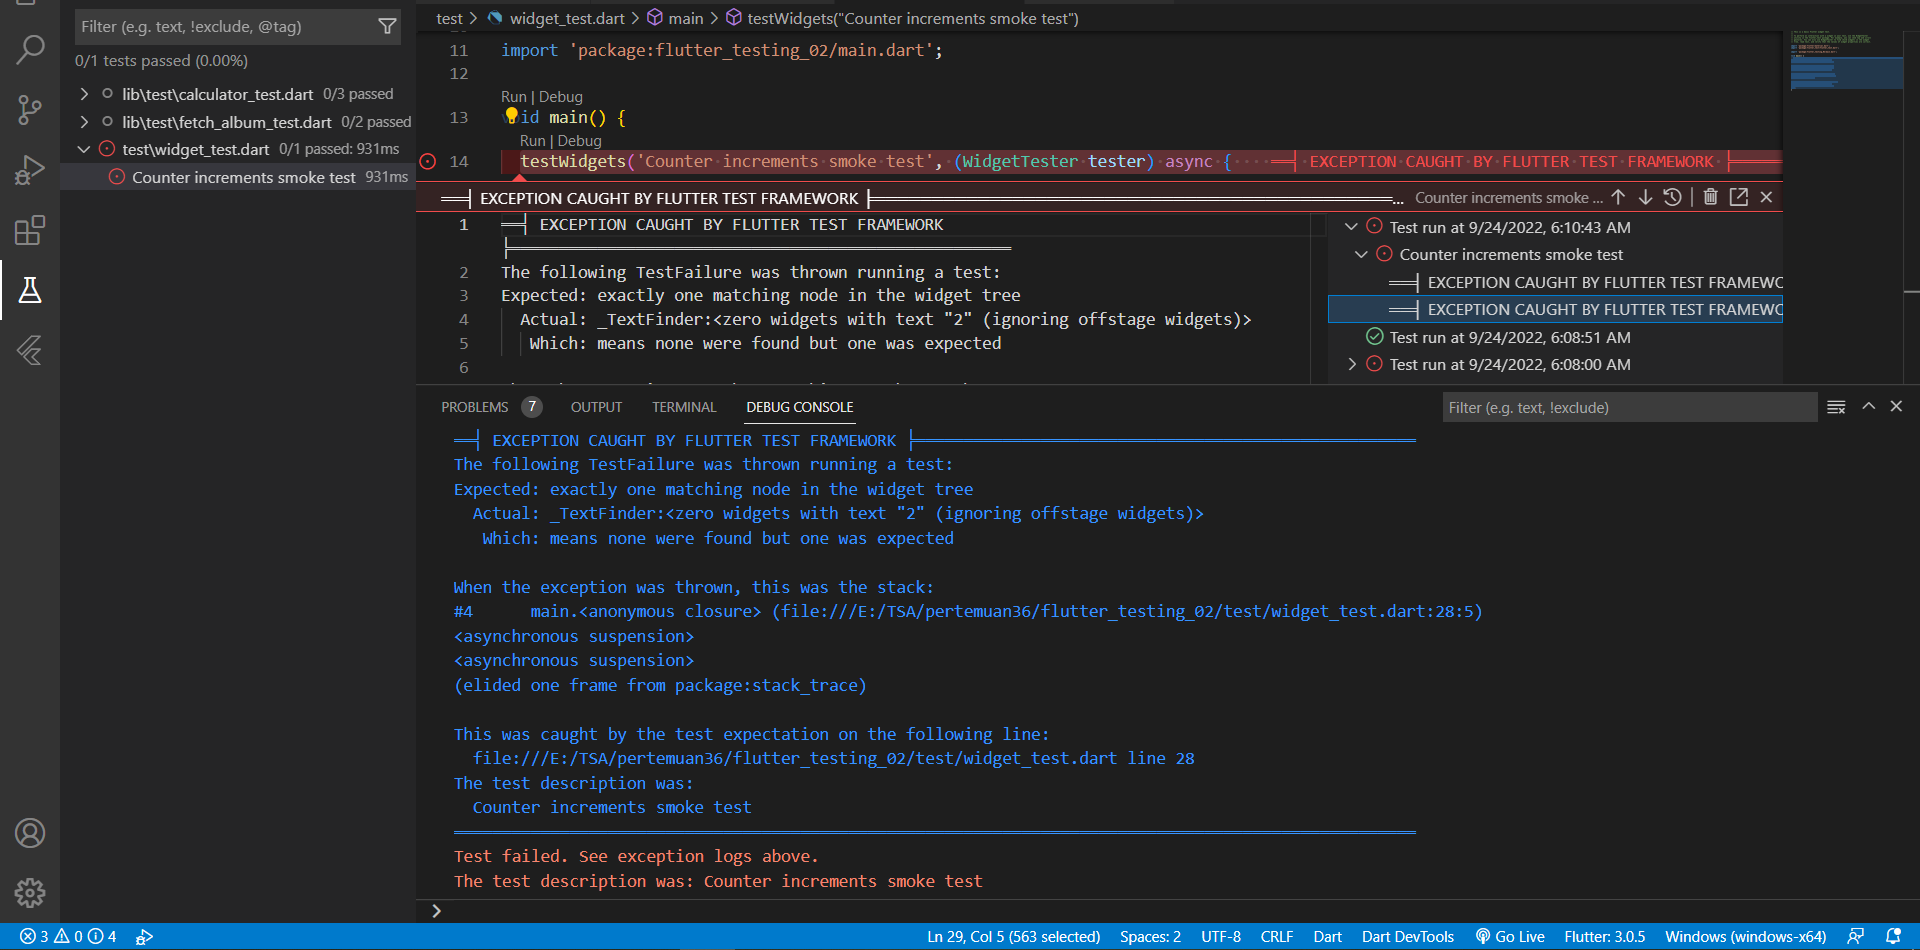 Filter (e.g. text, !exclude, @tag)
0/1 tests passed (0.00%)
lib\test\calculator_test.dart 0/3 passed
lib\test\fetch_album_test.dart 0/2 passed
test\widget_test.dart 0/1 passed: 931ms
Counter increments smoke test 931ms
test > widget_test.dart > main > testWidgets("Counter increments smoke test")
11 import 'package:flutter_testing_02/main.dart';
12
Run | Debug
13 id main() {
Run | Debug
14 testWidgets('Counter increments smoke test', (WidgetTester tester) async { ══╡ EXCEPTION CAUGHT BY FLUTTER TEST FRAMEWORK ╞══════
══╡ EXCEPTION CAUGHT BY FLUTTER TEST FRAMEWORK ╞═══════════════════════════════════════════... Counter increments smoke ...
1 ══╡ EXCEPTION CAUGHT BY FLUTTER TEST FRAMEWORK
╞════════════════════════════════════════════════════
2 The following TestFailure was thrown running a test:
3 Expected: exactly one matching node in the widget tree
4 Actual: _TextFinder:<zero widgets with text "2" (ignoring offstage widgets)>
5 Which: means none were found but one was expected
6
Test run at 9/24/2022, 6:10:43 AM
Counter increments smoke test
══╡ EXCEPTION CAUGHT BY FLUTTER TEST FRAMEWO
══╡ EXCEPTION CAUGHT BY FLUTTER TEST FRAMEWO
Test run at 9/24/2022, 6:08:51 AM
Test run at 9/24/2022, 6:08:00 AM
PROBLEMS 7 OUTPUT TERMINAL DEBUG CONSOLE
Filter (e.g. text, !exclude)
══╡ EXCEPTION CAUGHT BY FLUTTER TEST FRAMEWORK ╞════════════════════════════════════════════════════
The following TestFailure was thrown running a test:
Expected: exactly one matching node in the widget tree
Actual: _TextFinder:<zero widgets with text "2" (ignoring offstage widgets)>
Which: means none were found but one was expected
When the exception was thrown, this was the stack:
#4      main.<anonymous closure> (file:///E:/TSA/pertemuan36/flutter_testing_02/test/widget_test.dart:28:5)
<asynchronous suspension>
<asynchronous suspension>
(elided one frame from package:stack_trace)
This was caught by the test expectation on the following line:
file:///E:/TSA/pertemuan36/flutter_testing_02/test/widget_test.dart line 28
The test description was:
Counter increments smoke test
════════════════════════════════════════════════════════════════════════════════════════════════════
Test failed. See exception logs above.
The test description was: Counter increments smoke test
>
3 0 4
Ln 29, Col 5 (563 selected) Spaces: 2 UTF-8 CRLF Dart Dart DevTools Go Live Flutter: 3.0.5 Windows (windows-x64)